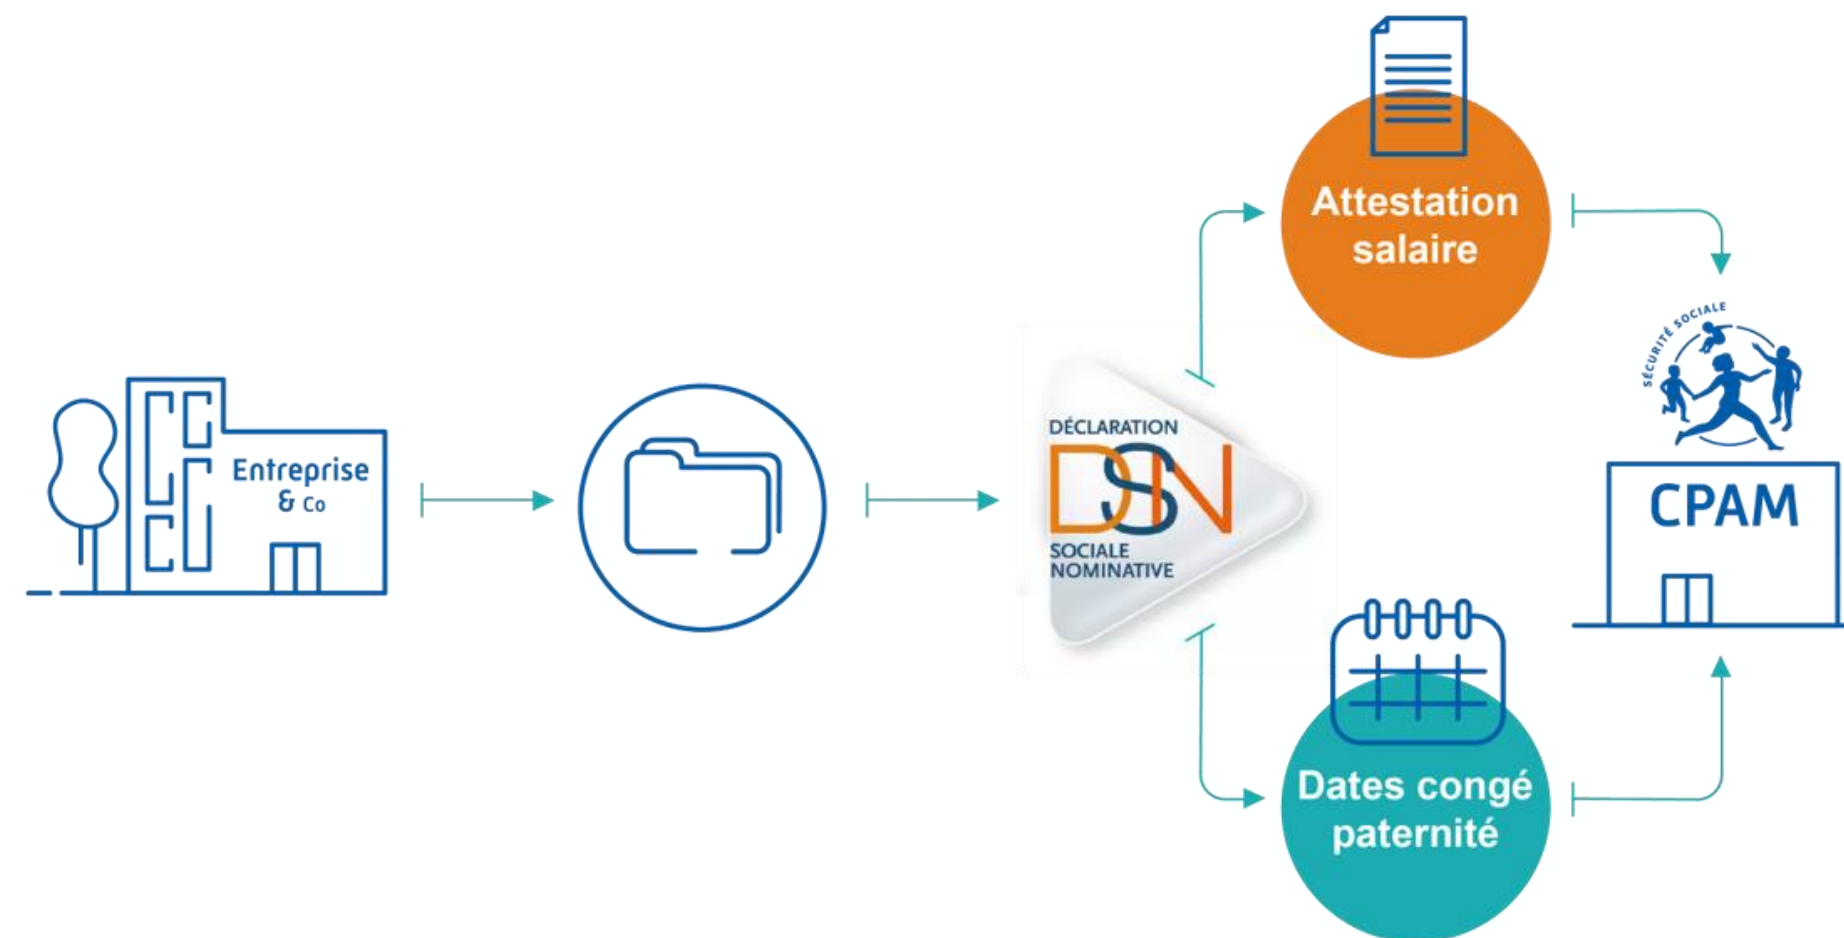 Entreprise
& Co
DÉCLARATION
DSN
SOCIALE
NOMINATIVE
Attestation
salaire
Dates congé
paternité
SÉCURITÉ SOCIALE
CPAM